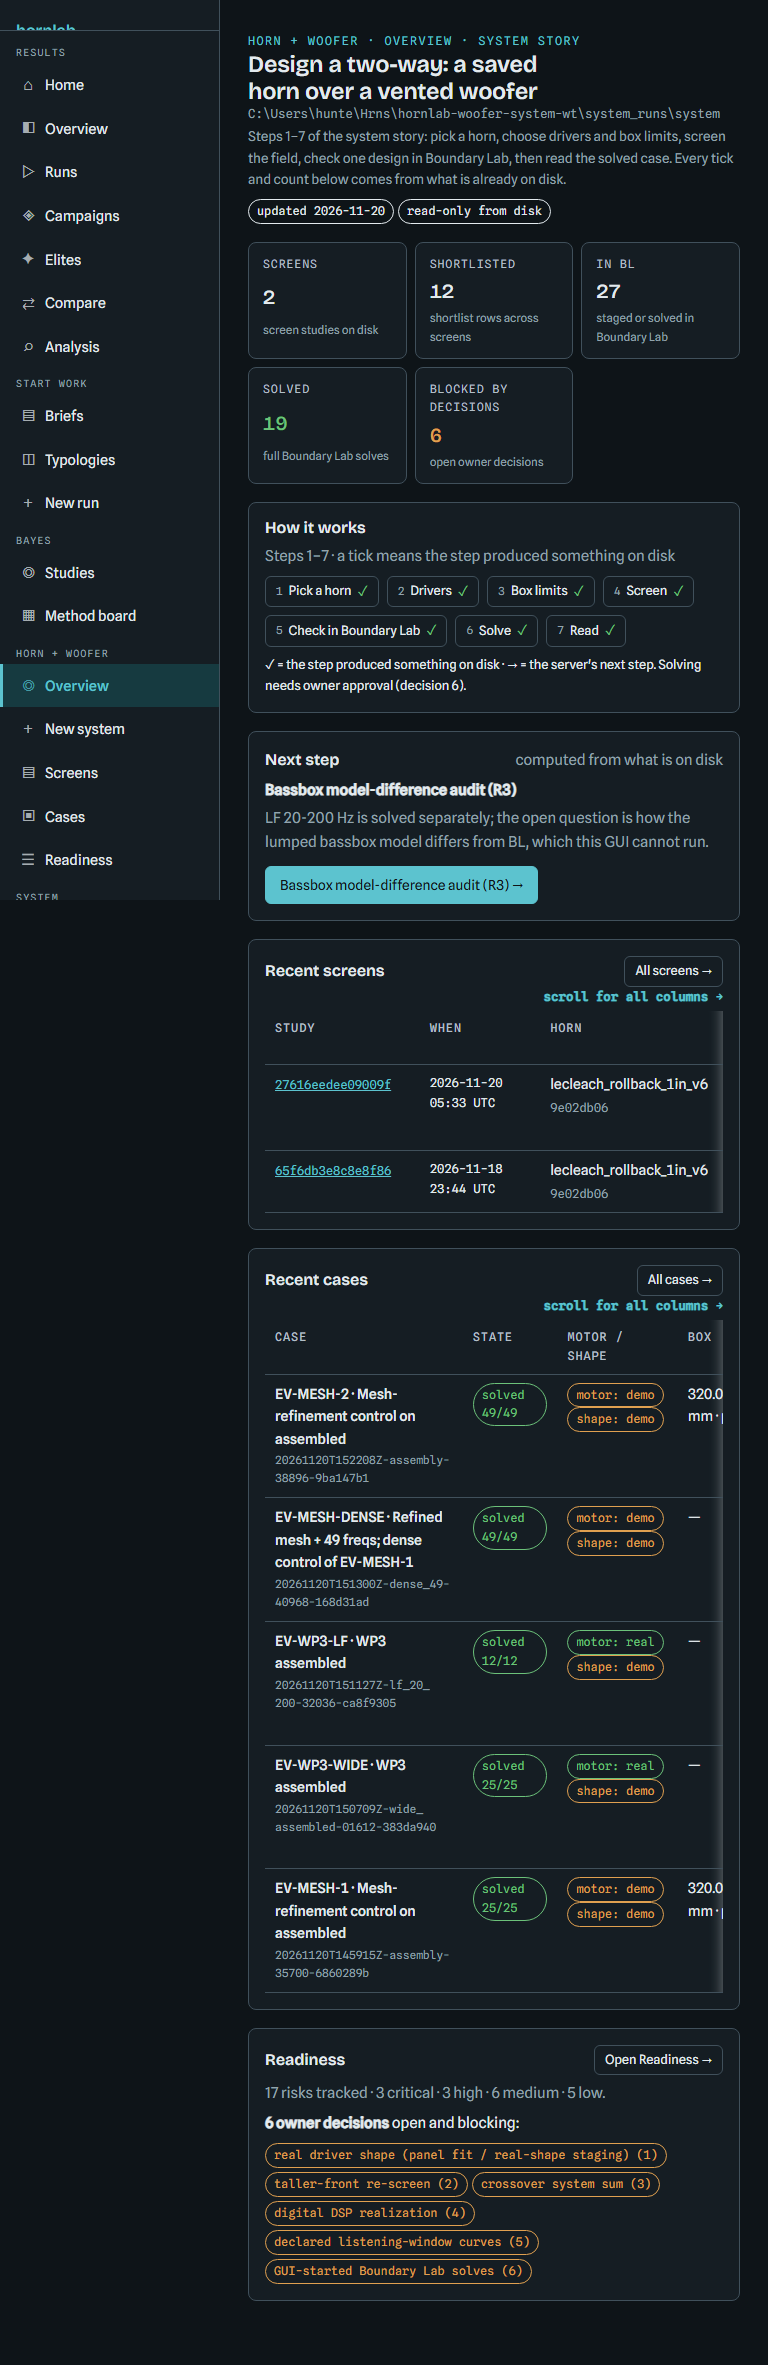 hornlab
RESULTS
Home
Overview
Runs
Campaigns
Elites
Compare
Analysis
START WORK
Briefs
Typologies
+ New run
BAYES
Studies
Method board
HORN + WOOFER
Overview
+ New system
Screens
Cases
Readiness
SYSTEM
HORN + WOOFER · OVERVIEW · SYSTEM STORY
Design a two-way: a saved
horn over a vented woofer
C:\Users\hunte\Hrns\hornlab-woofer-system-wt\system_runs\system
Steps 1–7 of the system story: pick a horn, choose drivers and box limits, screen
the field, check one design in Boundary Lab, then read the solved case. Every tick
and count below comes from what is already on disk.
updated 2026-11-20 read-only from disk
SCREENS
2
screen studies on disk
SHORTLISTED
12
shortlist rows across
screens
IN BL
27
staged or solved in
Boundary Lab
SOLVED
19
full Boundary Lab solves
BLOCKED BY
DECISIONS
6
open owner decisions
How it works
Steps 1–7 · a tick means the step produced something on disk
1 Pick a horn ✓ 2 Drivers ✓ 3 Box limits ✓ 4 Screen ✓
5 Check in Boundary Lab ✓ 6 Solve ✓ 7 Read ✓
✓ = the step produced something on disk · → = the server's next step. Solving
needs owner approval (decision 6).
Next step computed from what is on disk
Bassbox model-difference audit (R3)
LF 20-200 Hz is solved separately; the open question is how the
lumped bassbox model differs from BL, which this GUI cannot run.
Bassbox model-difference audit (R3) →
Recent screens All screens →
scroll for all columns →
STUDY WHEN HORN
27616eedee09009f 2026-11-20 lecleach_rollback_1in_v6
05:33 UTC 9e02db06
65f6db3e8c8e8f86 2026-11-18 lecleach_rollback_1in_v6
23:44 UTC 9e02db06
Recent cases All cases →
scroll for all columns →
CASE STATE MOTOR / BOX
SHAPE
EV-MESH-2 · Mesh- solved motor: demo 320.0
refinement control on 49/49 shape: demo mm ·
assembled
20261120T152208Z-assembly-
38896-9ba147b1
EV-MESH-DENSE · Refined solved motor: demo —
mesh + 49 freqs; dense 49/49 shape: demo
control of EV-MESH-1
20261120T151300Z-dense_49-
40968-168d31ad
EV-WP3-LF · WP3 solved motor: real —
assembled 12/12 shape: demo
20261120T151127Z-lf_20_
200-32036-ca8f9305
EV-WP3-WIDE · WP3 solved motor: real —
assembled 25/25 shape: demo
20261120T150709Z-wide_
assembled-01612-383da940
EV-MESH-1 · Mesh- solved motor: demo 320.0
refinement control on 25/25 shape: demo mm ·
assembled
20261120T145915Z-assembly-
35700-6860289b
Readiness Open Readiness →
17 risks tracked · 3 critical · 3 high · 6 medium · 5 low.
6 owner decisions open and blocking:
real driver shape (panel fit / real-shape staging) (1)
taller-front re-screen (2) crossover system sum (3)
digital DSP realization (4)
declared listening-window curves (5)
GUI-started Boundary Lab solves (6)